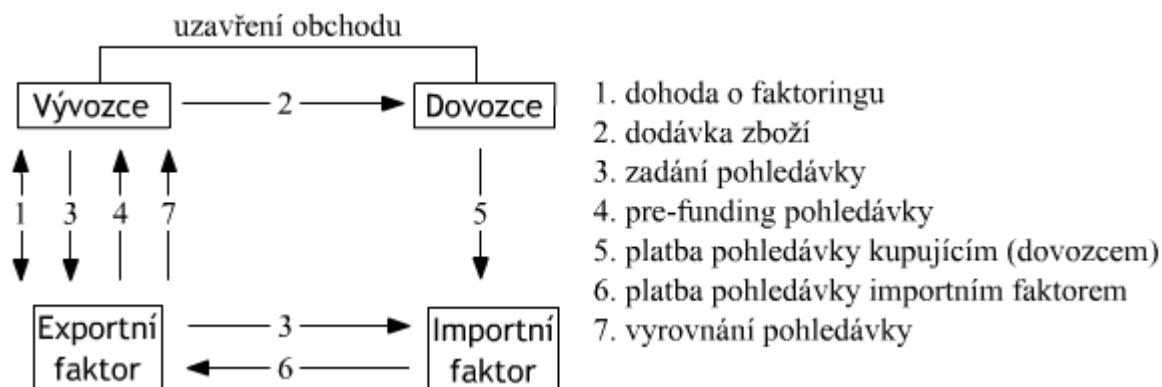 uzavření obchodu
Vývozce
2
Dovozce
1
3
4
7
5
Exportní
faktor
3
6
Importní
faktor
1. dohoda o faktoringu
2. dodávka zboží
3. zadání pohledávky
4. pre-funding pohledávky
5. platba pohledávky kupujícím (dovozcem)
6. platba pohledávky importním faktorem
7. vyrovnání pohledávky